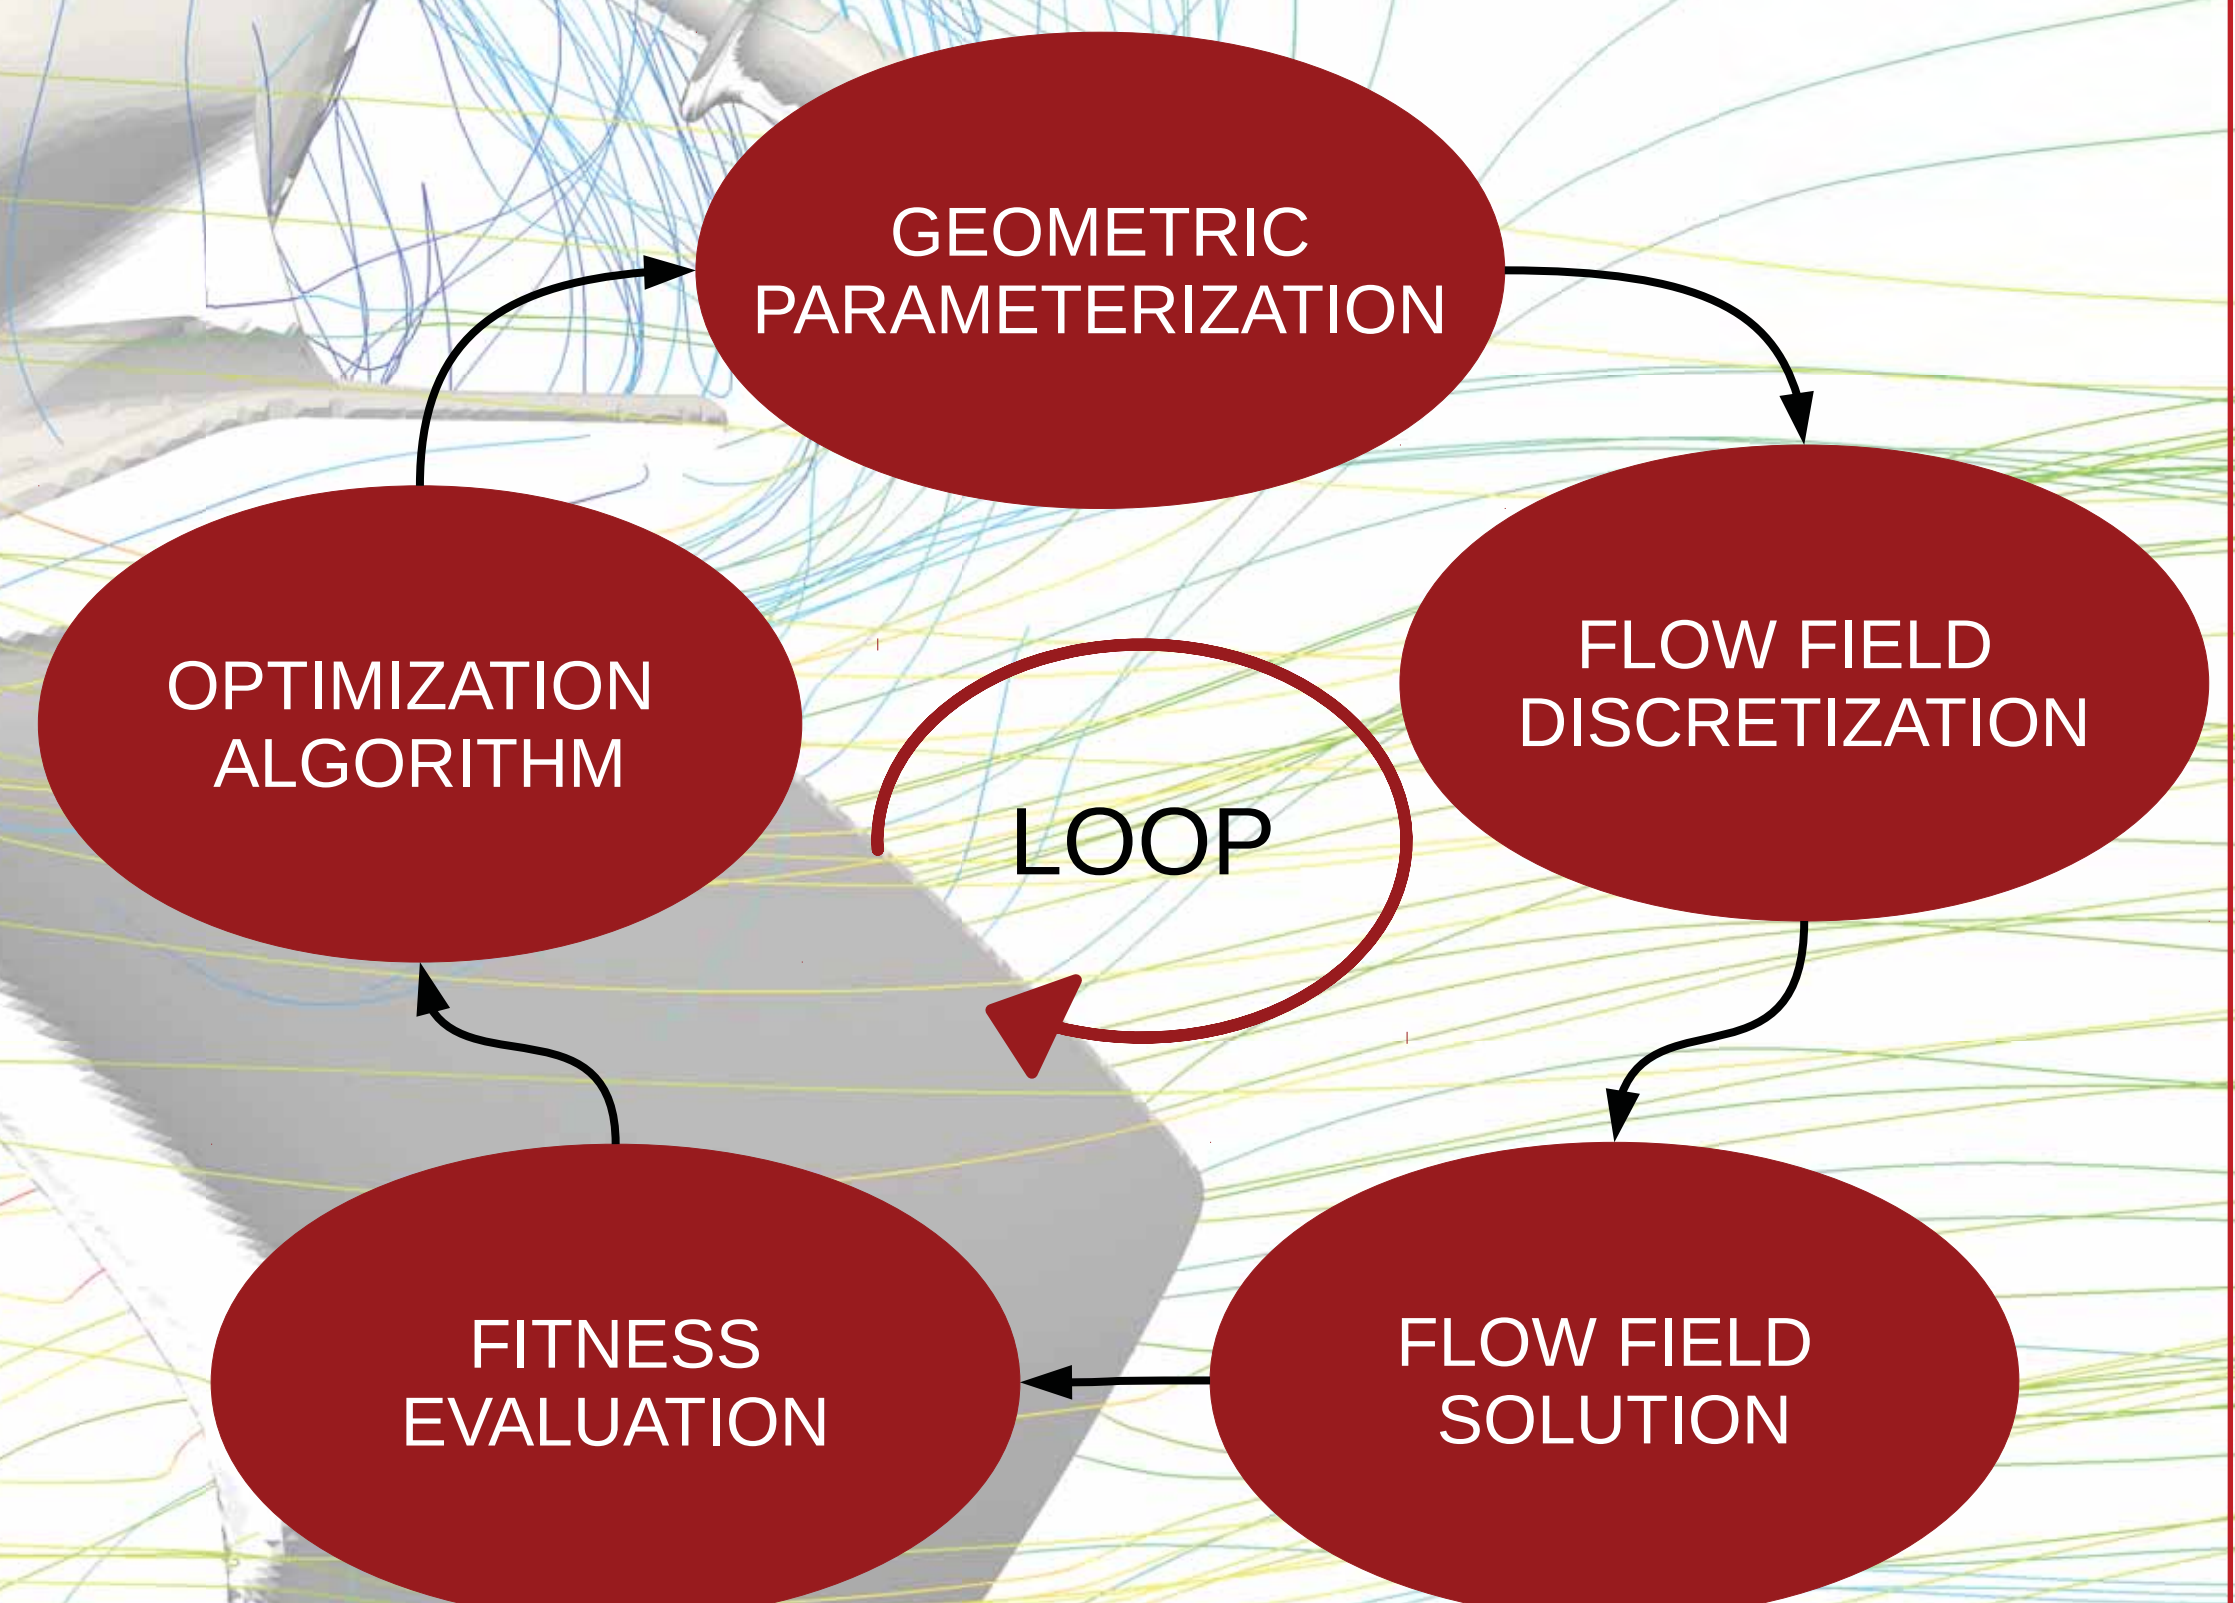 GEOMETRIC
PARAMETERIZATION
FLOW FIELD
DISCRETIZATION
OPTIMIZATION
ALGORITHM
LOOP
FLOW FIELD
SOLUTION
FITNESS
EVALUATION